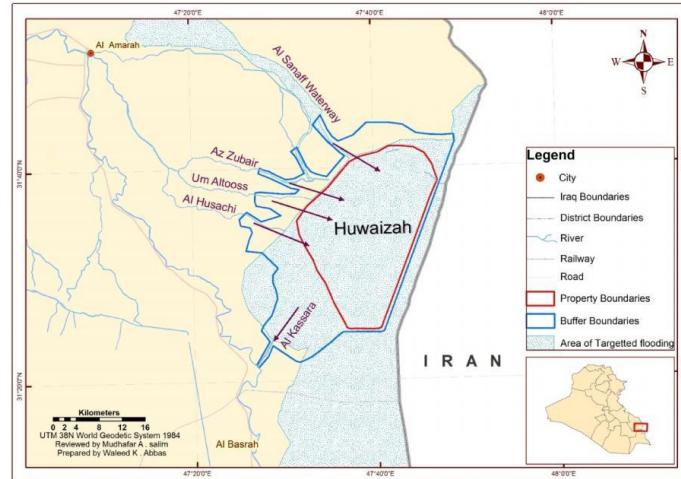 47°20'0"E
47°40'0"E
48°0'0"E
Al Amarah
Al Sanaff Waterway
N
W
E
S
31°40'0"N
Az Zubair
Um Altooss
Al Husachi
Huwaizah
Al Kassara
31°20'0"N
I R A N
Al Basrah
Kilometers
0 2 4 8 12 16
UTM 38N World Geodetic System 1984
Reviewed by Mudhafar A . salim
Prepared by Waleed K . Abbas
Legend
City
Iraq Boundaries
District Boundaries
River
Railway
Road
Property Boundaries
Buffer Boundaries
Area of Targetted flooding
47°20'0"E
47°40'0"E
48°0'0"E